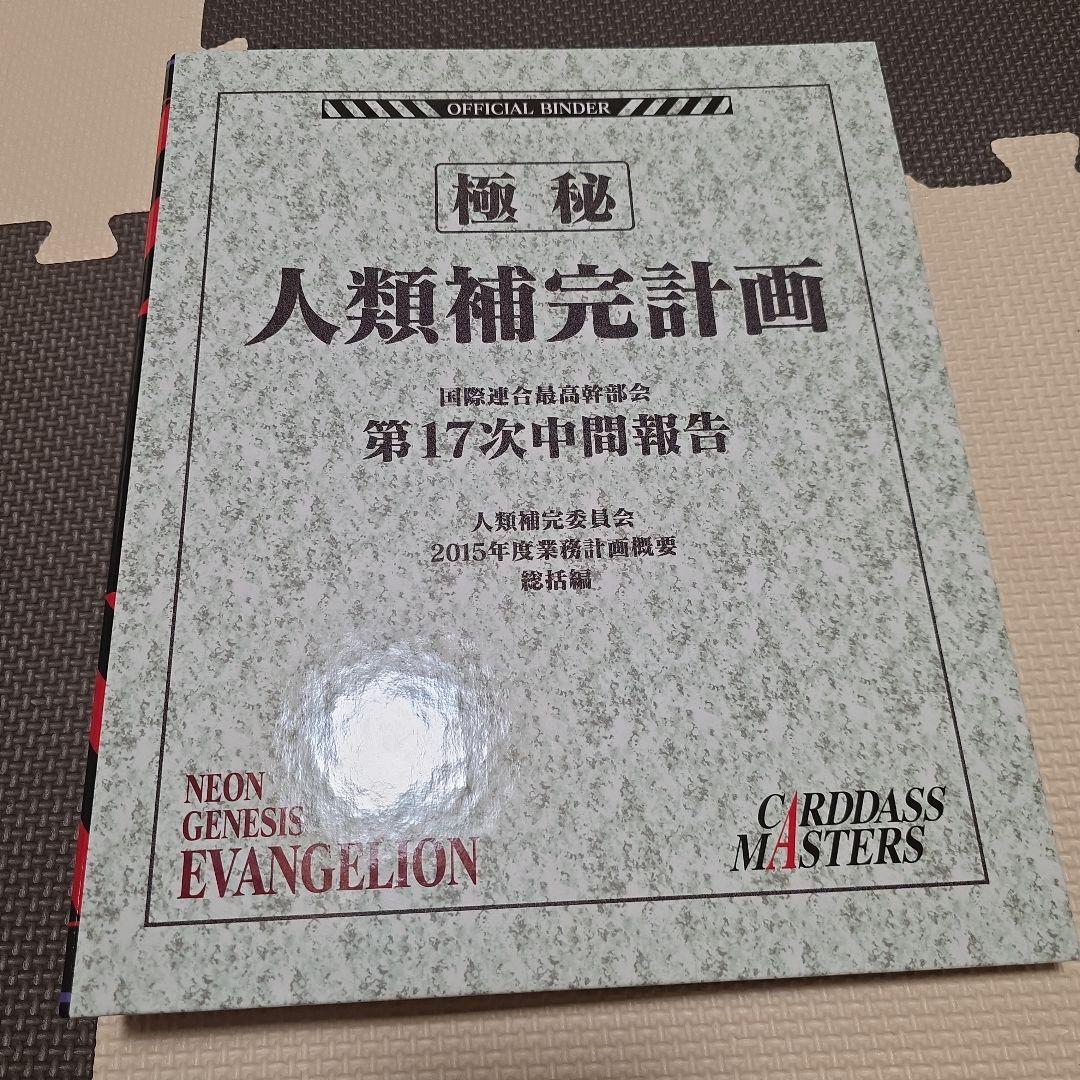 OFFICIAL BINDER
極秘
人類補完計画
国際連合最高幹部会
第17次中間報告
人類補完委員会
2015年度業務計画概要
総括編
NEON
GENESIS
EVANGELION
CARDDASS
MASTERS